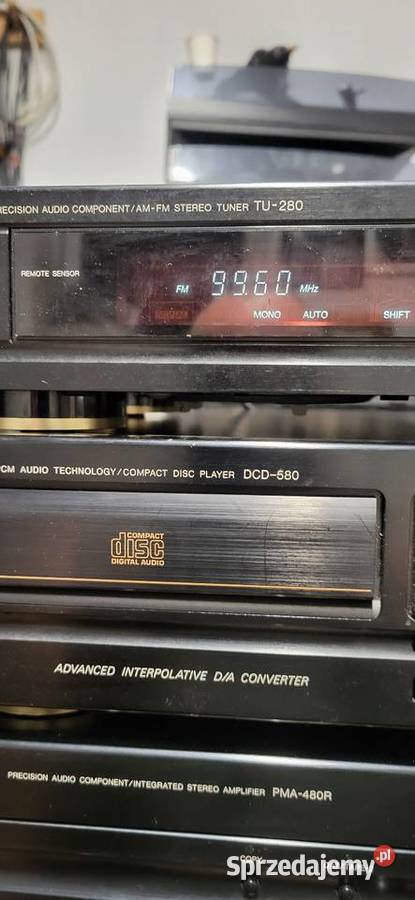 RECISION AUDIO COMPONENT/AM-FM STEREO TUNER TU-280
REMOTE SENSOR
FM 99.60 MHz
MONO AUTO SHIFT
PCM AUDIO TECHNOLOGY/COMPACT DISC PLAYER DCD-580
COMPACT
disc
DIGITAL AUDIO
ADVANCED INTERPOLATIVE D/A CONVERTER
PRECISION AUDIO COMPONENT/INTEGRATED STEREO AMPLIFIER PMA-480R
COPY
Sprzedajemy.pl